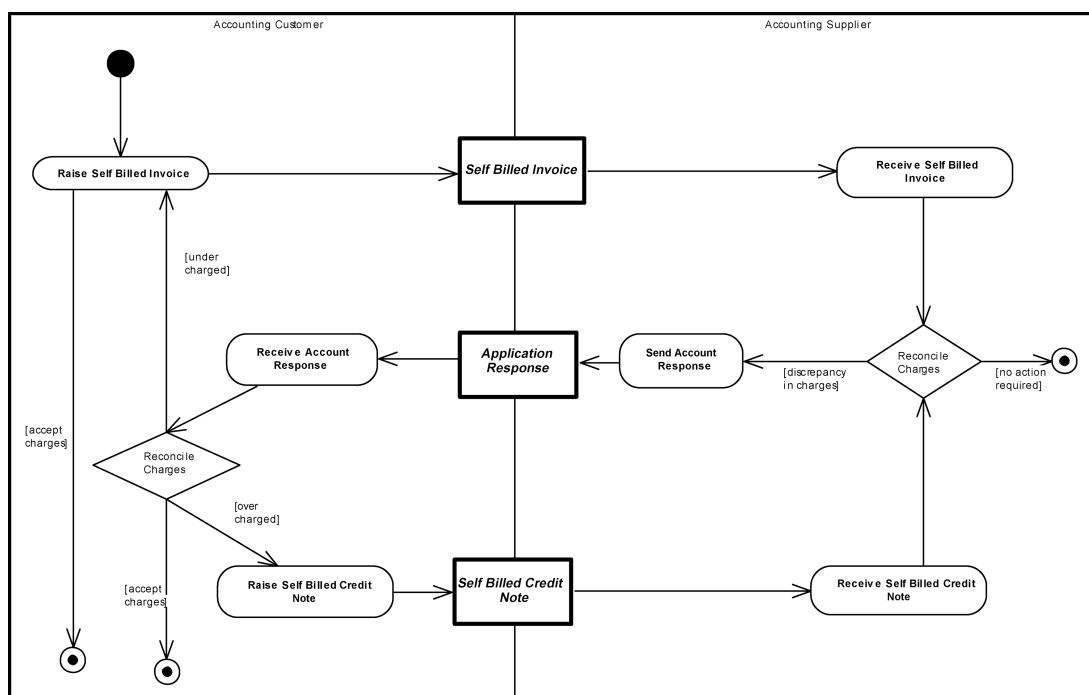 Accounting Customer
Accounting Supplier
Raise Self Billed Invoice
Self Billed Invoice
Receive Self Billed
Invoice
[under
charged]
Receive Account
Response
Application
Response
Send Account
Response
Reconcile
Charges
[discrepancy
in charges]
[no action
required]
[accept
charges]
Reconcile
Charges
[over
charged]
[accept
charges]
Raise Self Billed Credit
Note
Self Billed Credit
Note
Receive Self Billed Credit
Note